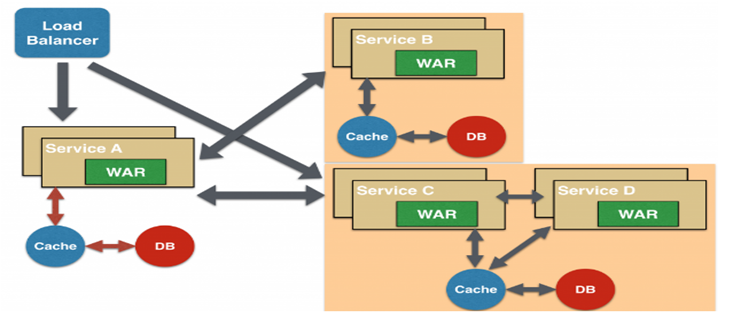 Load
Balancer
Service B
WAR
Cache
DB
Service A
WAR
Cache
DB
Service C
WAR
Service D
WAR
Cache
DB